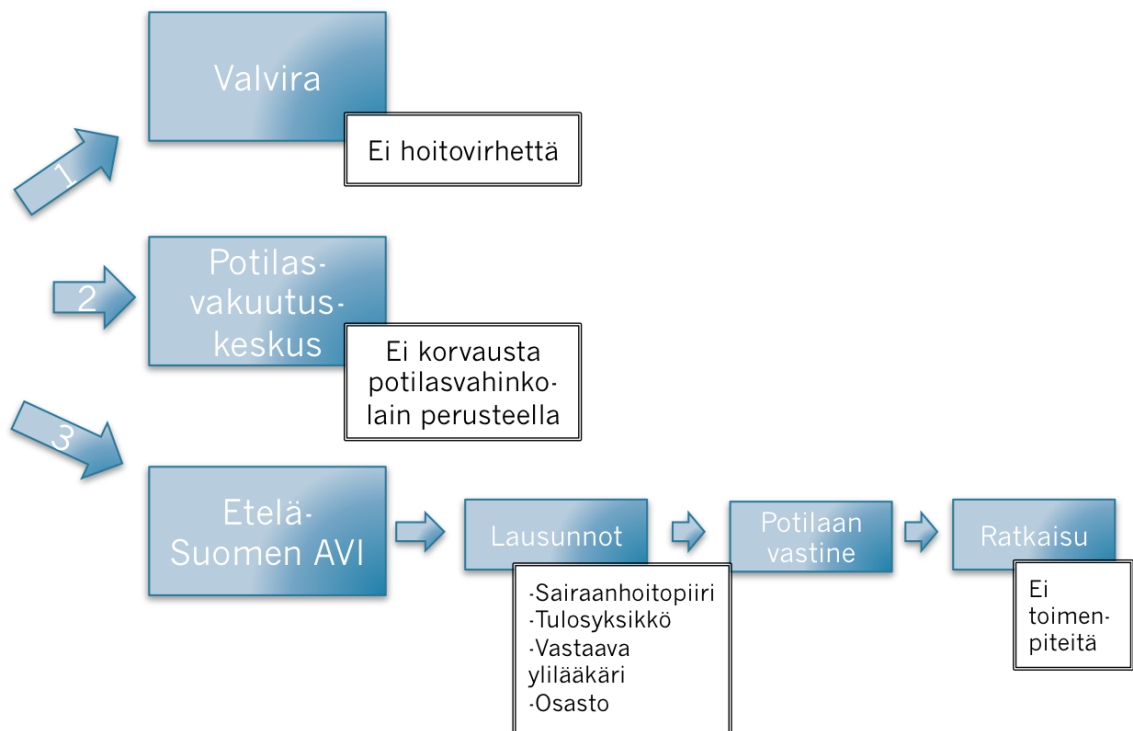 1
Valvira
Ei hoitovirhettä
2
Potilas-
vakuutus-
keskus
Ei korvausta
potilasvahinko-
lain perusteella
3
Etelä-
Suomen AVI
Lausunnot
-Sairaanhoitopiiri
-Tulosyksikkö
-Vastaava
ylilääkäri
-Osasto
Potilaan
vastine
Ratkaisu
Ei
toimen-
piteitä